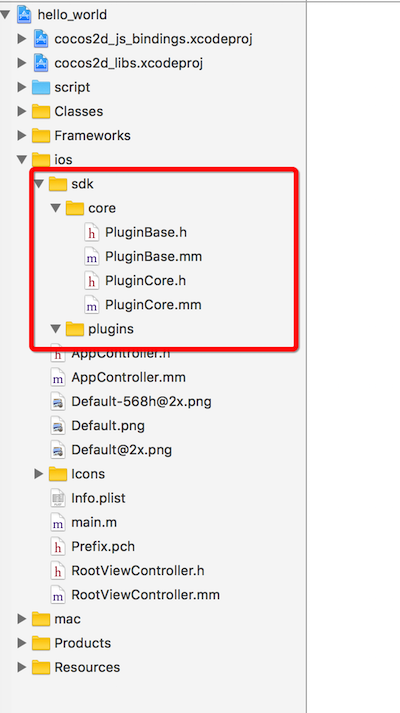 hello_world
cocos2d_js_bindings.xcodeproj
cocos2d_libs.xcodeproj
script
Classes
Frameworks
ios
sdk
core
h PluginBase.h
m PluginBase.mm
h PluginCore.h
m PluginCore.mm
plugins
h AppController.h
m AppController.mm
Default-568h@2x.png
Default.png
Default@2x.png
Icons
Info.plist
m main.m
h Prefix.pch
h RootViewController.h
m RootViewController.mm
mac
Products
Resources